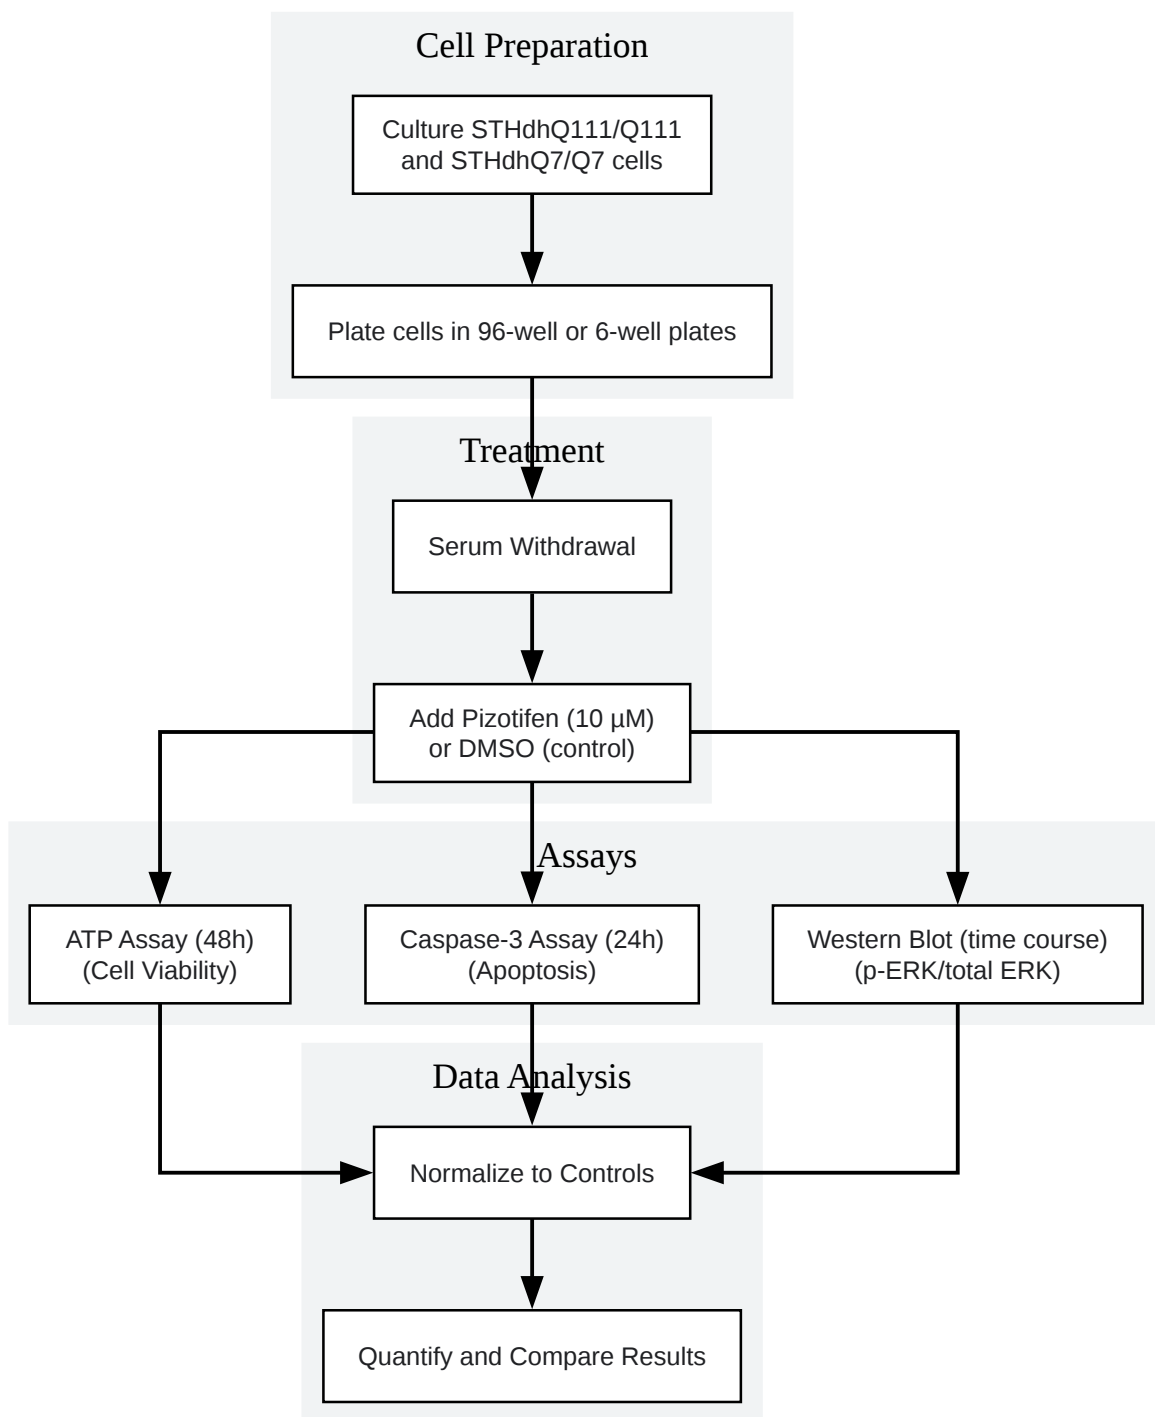 Cell Preparation
Culture STHdhQ111/Q111
and STHdhQ7/Q7 cells
Plate cells in 96-well or 6-well plates
Treatment
Serum Withdrawal
Add Pizotifen (10 µM)
or DMSO (control)
Assays
ATP Assay (48h)
(Cell Viability)
Caspase-3 Assay (24h)
(Apoptosis)
Western Blot (time course)
(p-ERK/total ERK)
Data Analysis
Normalize to Controls
Quantify and Compare Results